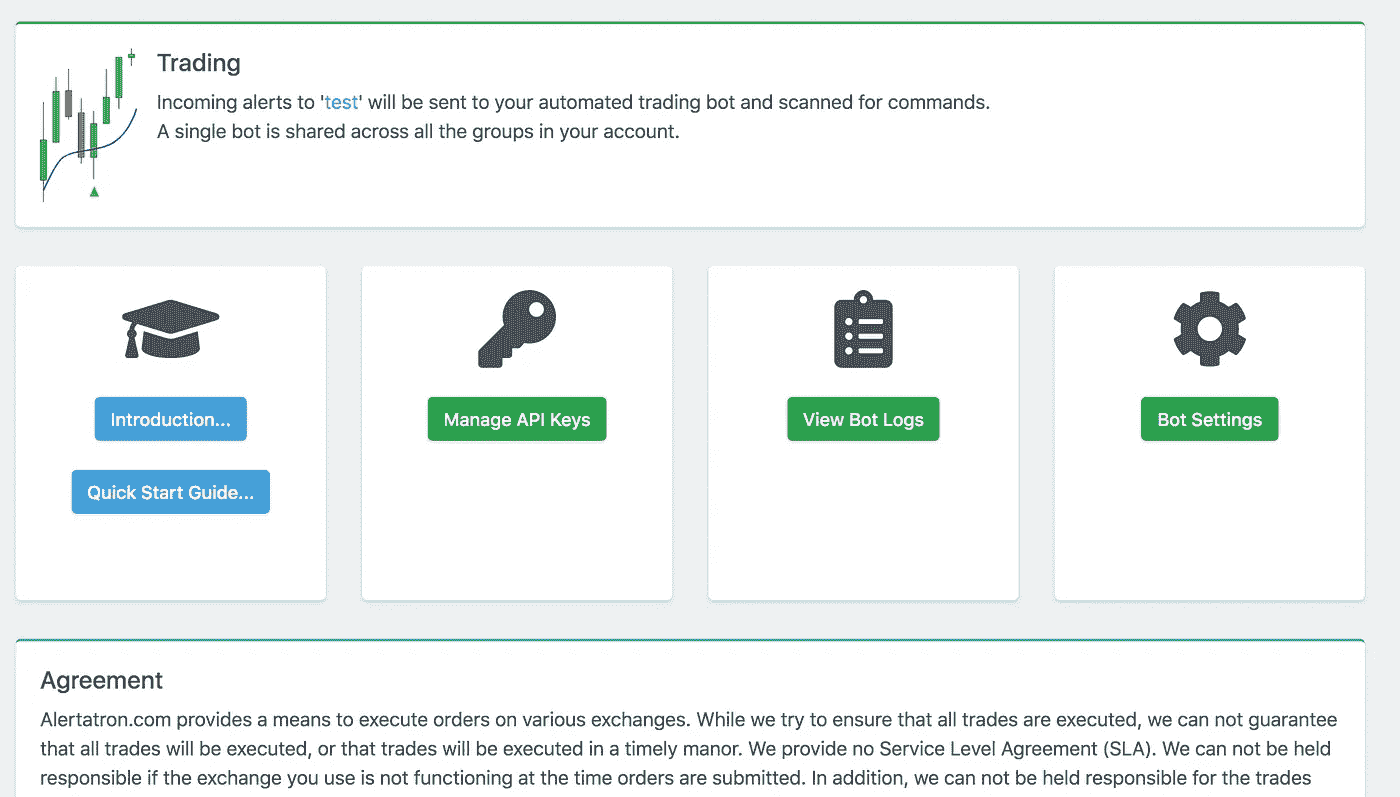 Trading
Incoming alerts to 'test' will be sent to your automated trading bot and scanned for commands.
A single bot is shared across all the groups in your account.
Introduction...
Manage API Keys
View Bot Logs
Bot Settings
Quick Start Guide...
Agreement
Alertatron.com provides a means to execute orders on various exchanges. While we try to ensure that all trades are executed, we can not guarantee
that all trades will be executed, or that trades will be executed in a timely manor. We provide no Service Level Agreement (SLA). We can not be held
responsible if the exchange you use is not functioning at the time orders are submitted. In addition, we can not be held responsible for the trades